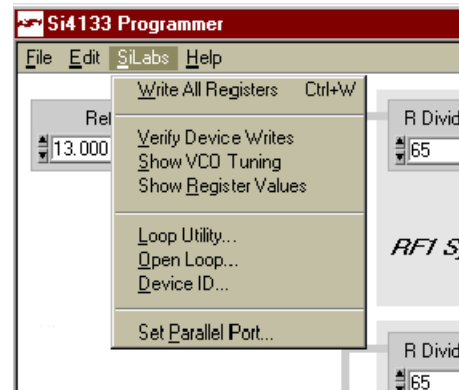 Si4133 Programmer
File Edit SiLabs Help
Write All Registers Ctrl+W
Verify Device Writes
Show VCO Tuning
Show Register Values
Loop Utility...
Open Loop...
Device ID...
Set Parallel Port...
13.000
R Divid
65
RF1
R Divid
65